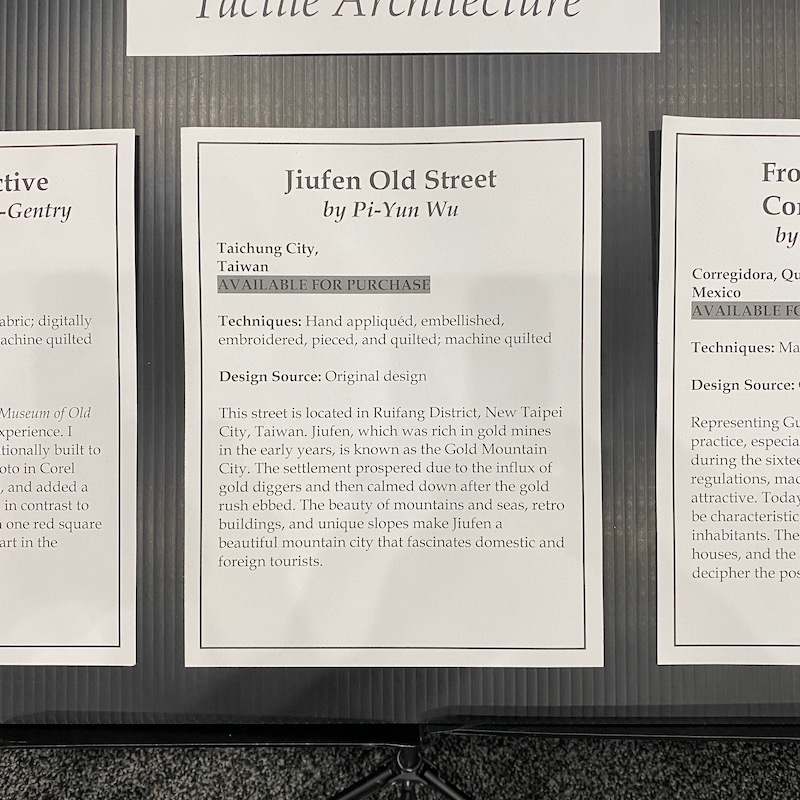 Tactile Architecture
ctive
-Gentry
abric; digitally
achine quilted
Museum of Old
xperience. I
tionally built to
oto in Corel
, and added a
in contrast to
one red square
art in the
Jiufen Old Street
by Pi-Yun Wu
Taichung City,
Taiwan
AVAILABLE FOR PURCHASE
Techniques: Hand appliquéd, embellished,
embroidered, pieced, and quilted; machine quilted
Design Source: Original design
This street is located in Ruifang District, New Taipei
City, Taiwan. Jiufen, which was rich in gold mines
in the early years, is known as the Gold Mountain
City. The settlement prospered due to the influx of
gold diggers and then calmed down after the gold
rush ebbed. The beauty of mountains and seas, retro
buildings, and unique slopes make Jiufen a
beautiful mountain city that fascinates domestic and
foreign tourists.
Fro
Cor
by
Corregidora, Qu
Mexico
AVAILABLE FO
Techniques: Ma
Design Source:
Representing Gu
practice, especia
during the sixtee
regulations, mad
attractive. Today
be characteristic
inhabitants. The
houses, and the
decipher the pos